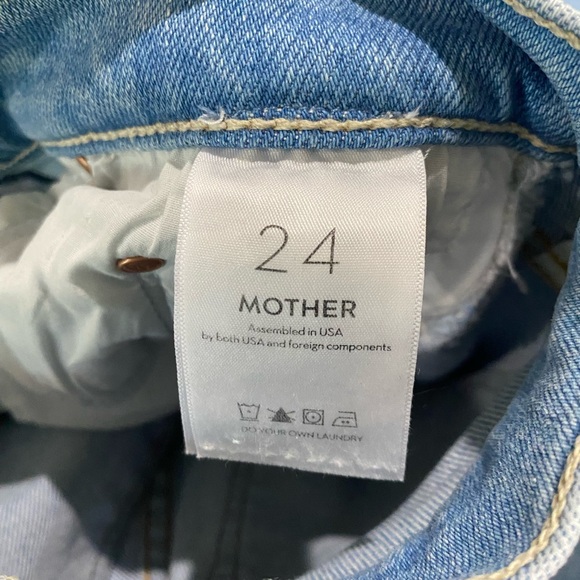 24
MOTHER
Assembled in USA
by both USA and foreign components
DO YOUR OWN LAUNDRY